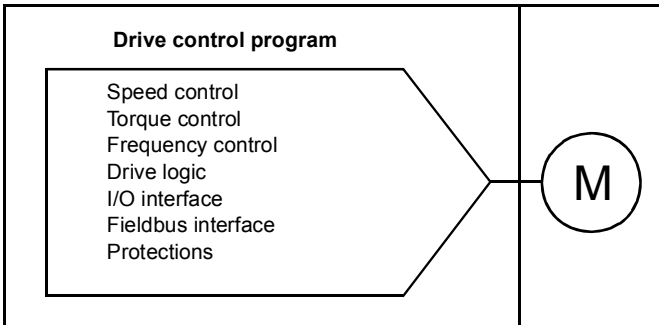 Drive control program
Speed control
Torque control
Frequency control
Drive logic
I/O interface
Fieldbus interface
Protections
M